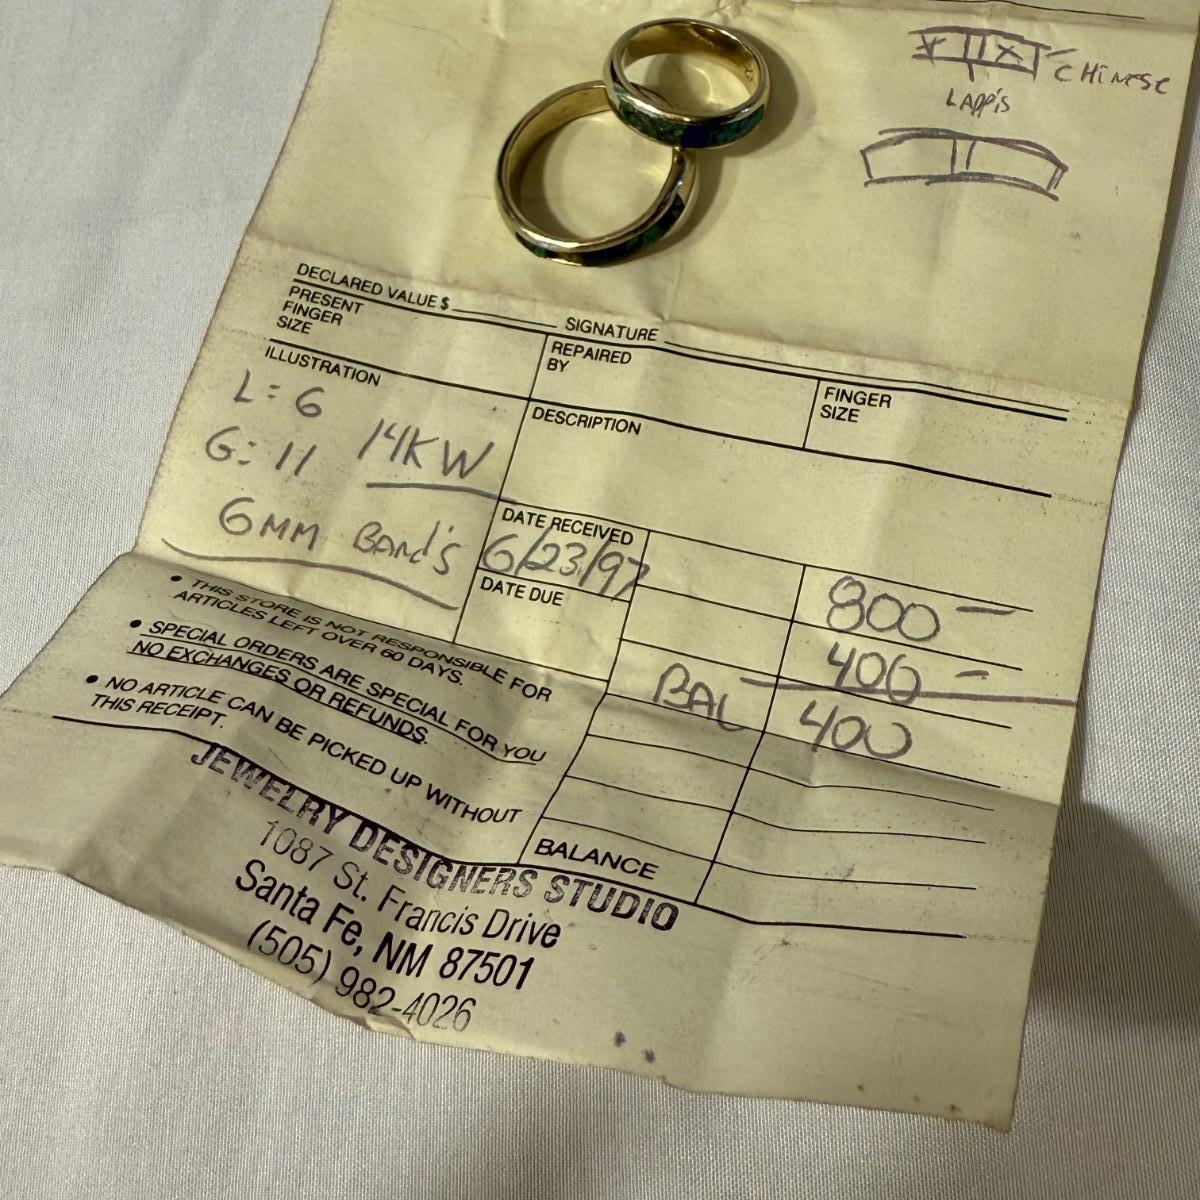 CHINESE
LAPPIS
DECLARED VALUE $ SIGNATURE
PRESENT FINGER SIZE
REPAIRED BY
FINGER SIZE
ILLUSTRATION
DESCRIPTION
L = 6
G: 11 14KW
6MM BAND'S
DATE RECEIVED
6/23/97
DATE DUE
800 —
400 —
BAL 400
• THIS STORE IS NOT RESPONSIBLE FOR
ARTICLES LEFT OVER 60 DAYS.
• SPECIAL ORDERS ARE SPECIAL FOR YOU
NO EXCHANGES OR REFUNDS.
• NO ARTICLE CAN BE PICKED UP WITHOUT
THIS RECEIPT.
BALANCE
JEWELRY DESIGNERS STUDIO
1087 St. Francis Drive
Santa Fe, NM 87501
(505) 982-4026